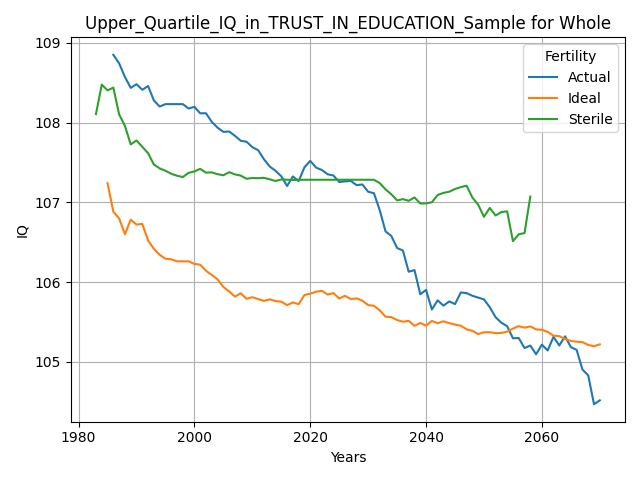 Upper_Quartile_IQ_in_TRUST_IN_EDUCATION_Sample for Whole
Fertility
Actual
Ideal
Sterile
109
108
107
106
105
IQ
1980
2000
2020
2040
2060
Years